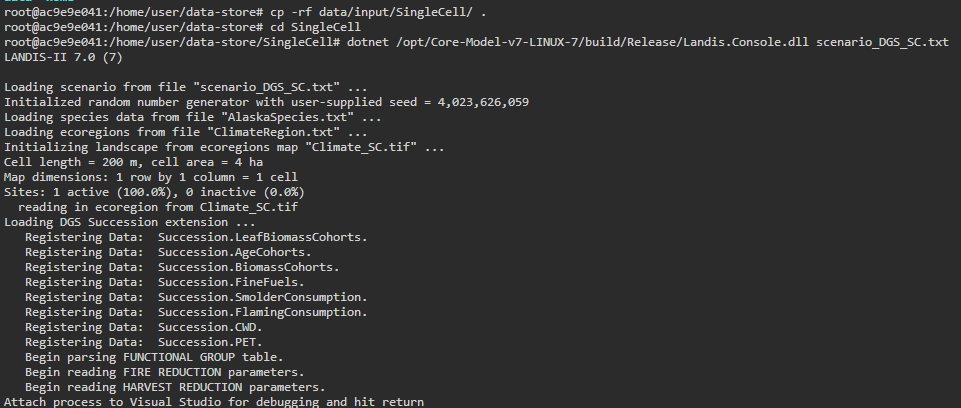 root@ac9e9e041:/home/user/data-store# cp -rf data/input/SingleCell/ .
root@ac9e9e041:/home/user/data-store# cd SingleCell
root@ac9e9e041:/home/user/data-store/SingleCell# dotnet /opt/Core-Model-v7-LINUX-7/build/Release/Landis.Console.dll scenario_DGS_SC.txt
LANDIS-II 7.0 (7)

Loading scenario from file "scenario_DGS_SC.txt" ...
Initialized random number generator with user-supplied seed = 4,023,626,059
Loading species data from file "AlaskaSpecies.txt" ...
Loading ecoregions from file "ClimateRegion.txt" ...
Initializing landscape from ecoregions map "Climate_SC.tif" ...
Cell length = 200 m, cell area = 4 ha
Map dimensions: 1 row by 1 column = 1 cell
Sites: 1 active (100.0%), 0 inactive (0.0%)
  reading in ecoregion from Climate_SC.tif
Loading DGS Succession extension ...
   Registering Data:  Succession.LeafBiomassCohorts.
   Registering Data:  Succession.AgeCohorts.
   Registering Data:  Succession.BiomassCohorts.
   Registering Data:  Succession.FineFuels.
   Registering Data:  Succession.SmolderConsumption.
   Registering Data:  Succession.FlamingConsumption.
   Registering Data:  Succession.CWD.
   Registering Data:  Succession.PET.
   Begin parsing FUNCTIONAL GROUP table.
   Begin reading FIRE REDUCTION parameters.
   Begin reading HARVEST REDUCTION parameters.
Attach process to Visual Studio for debugging and hit return